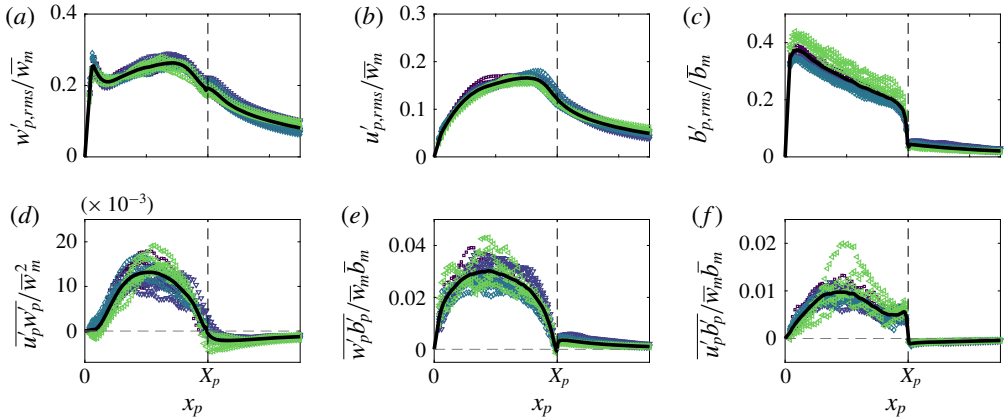 (a) (b) (c)
0.4 0.3 0.4
w′p,rms/w̅m 0.2 u′p,rms/w̅m 0.2 0.1 b′p,rms/b̅m 0.2
0 0 0
(d) (× 10⁻³) (e) (f)
u′pw′p/w̅m² 20 10 0
w′pb′p/w̅mb̅m 0.04 0.02 0
u′pb′p/w̅mb̅m 0.02 0.01 0
0 Xp 0 Xp 0 Xp
xp xp xp